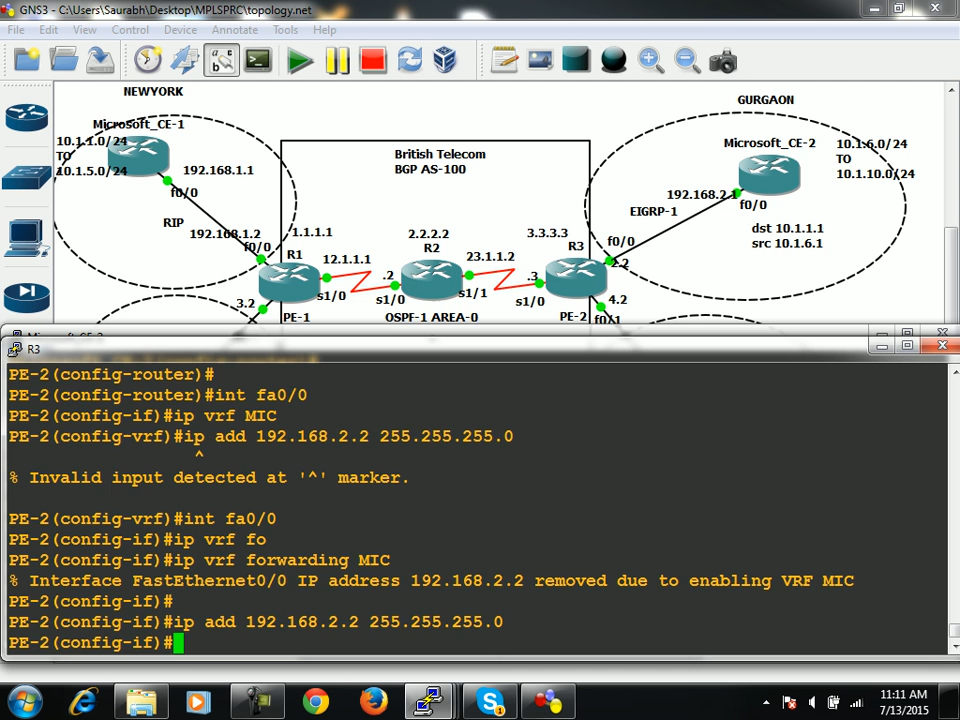 GNS3 - C:\Users\Saurabh\Desktop\MPLSPRC\topology.net
File Edit View Control Device Annotate Tools Help
NEWYORK
GURGAON
Microsoft_CE-1
10.1.1.0/24
TO
10.1.5.0/24
192.168.1.1
f0/0
RIP
192.168.1.2
f0/0
British Telecom
BGP AS-100
Microsoft_CE-2
10.1.6.0/24
TO
10.1.10.0/24
192.168.2.1
f0/0
EIGRP-1
dst 10.1.1.1
src 10.1.6.1
1.1.1.1
R1
12.1.1.1
s1/0
3.2
PE-1
2.2.2.2
R2
.2
s1/0
23.1.1.2
s1/1
OSPF-1 AREA-0
3.3.3.3
R3
.3
s1/0
f0/0
2.2
4.2
PE-2
f0/1
R3
PE-2(config-router)#
PE-2(config-router)#int fa0/0
PE-2(config-if)#ip vrf MIC
PE-2(config-vrf)#ip add 192.168.2.2 255.255.255.0
^
% Invalid input detected at '^' marker.
PE-2(config-vrf)#int fa0/0
PE-2(config-if)#ip vrf fo
PE-2(config-if)#ip vrf forwarding MIC
% Interface FastEthernet0/0 IP address 192.168.2.2 removed due to enabling VRF MIC
PE-2(config-if)#
PE-2(config-if)#ip add 192.168.2.2 255.255.255.0
PE-2(config-if)#
11:11 AM
7/13/2015